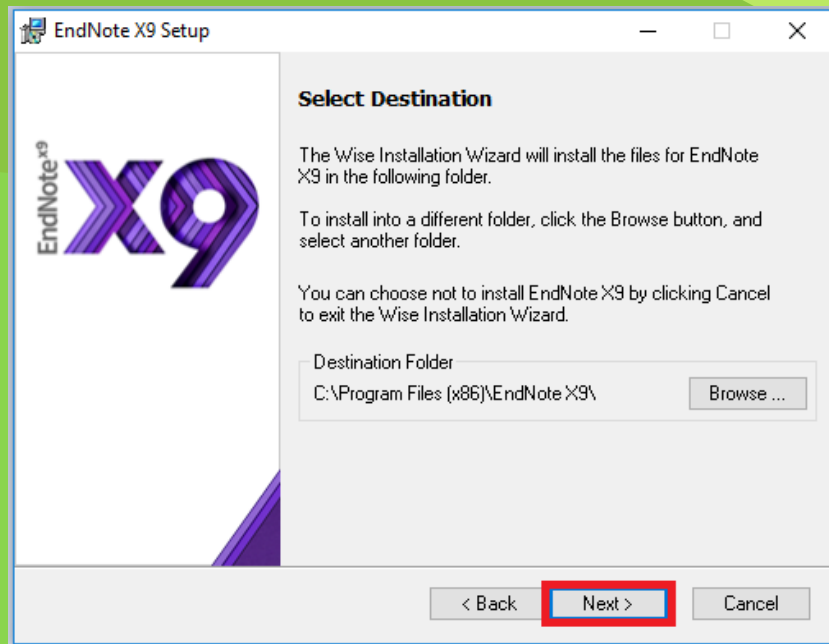 EndNote X9 Setup
EndNote x9
X9
Select Destination
The Wise Installation Wizard will install the files for EndNote
X9 in the following folder.
To install into a different folder, click the Browse button, and
select another folder.
You can choose not to install EndNote X9 by clicking Cancel
to exit the Wise Installation Wizard.
Destination Folder
C:\Program Files (x86)\EndNote X9\
Browse ...
< Back
Next >
Cancel